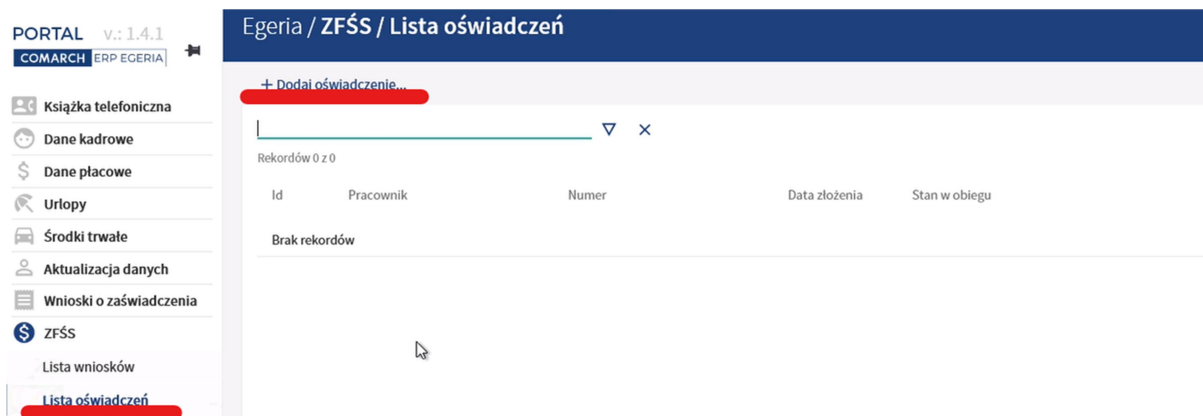 PORTAL v.: 1.4.1
COMARCH ERP EGERIA
Egeria / ZFŚS / Lista oświadczeń
+ Dodaj oświadczenie...
Rekordów 0 z 0
Id Pracownik Numer Data złożenia Stan w obiegu
Brak rekordów
Książka telefoniczna
Dane kadrowe
Dane płacowe
Urlopy
Środki trwałe
Aktualizacja danych
Wnioski o zaświadczenia
ZFŚS
Lista wniosków
Lista oświadczeń